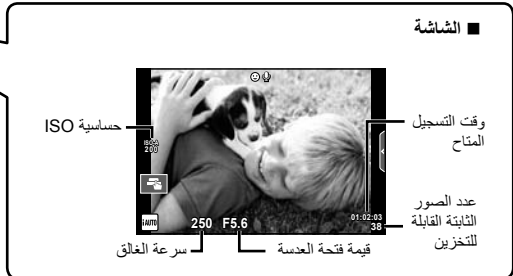 ■ الشاشة
حساسية ISO
ISO-A
200
وقت التسجيل
المتاح
عدد الصور
الثابتة القابلة
للتخزين
iAUTO
250 F5.6
01:02:03
38
سرعة الغالق
قيمة فتحة العدسة